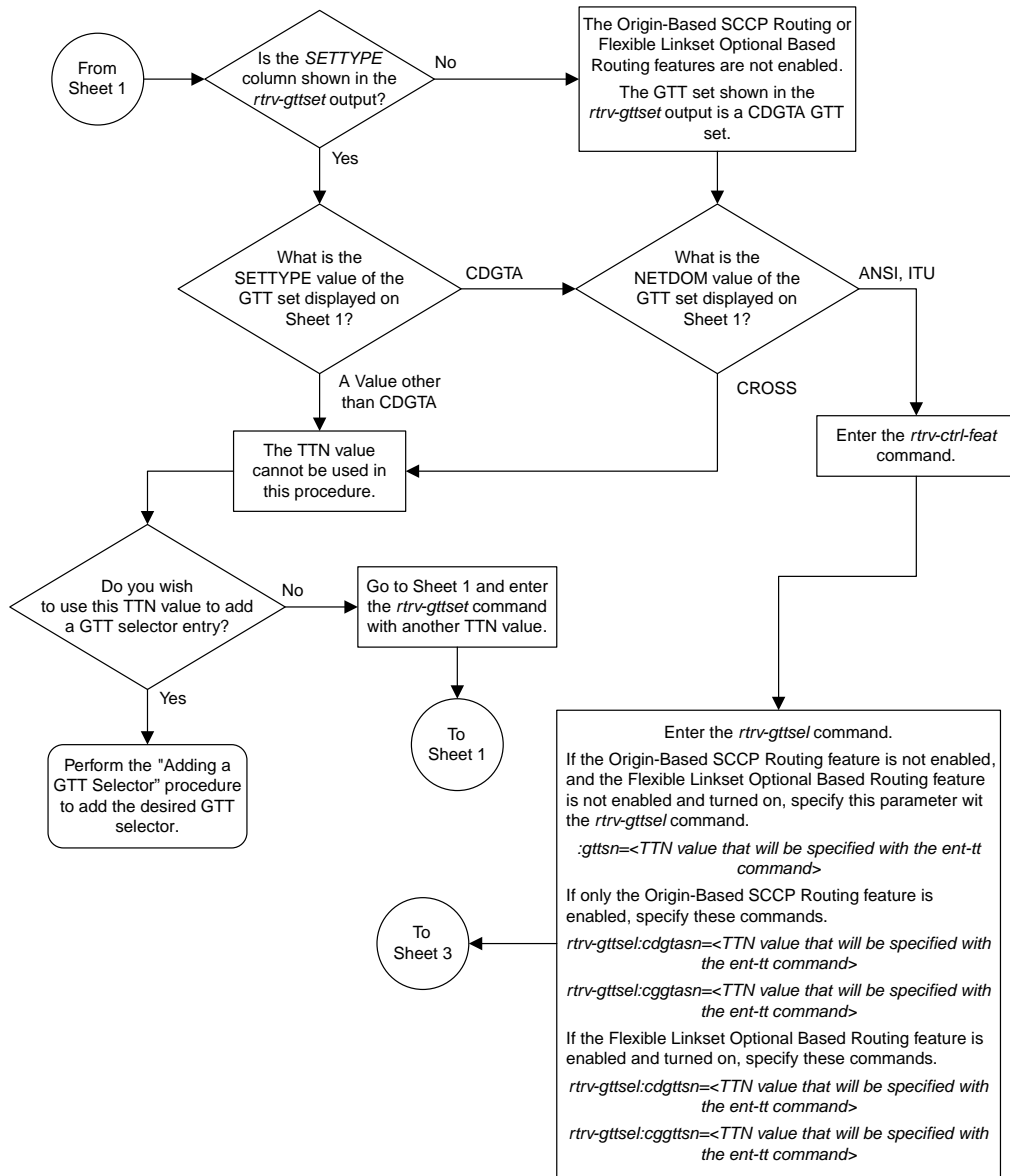 From
Sheet 1
Is the SETTYPE
column shown in the
rtrv-gttset output?
No
Yes
The Origin-Based SCCP Routing or
Flexible Linkset Optional Based
Routing features are not enabled.
The GTT set shown in the
rtrv-gttset output is a CDGTA GTT
set.
What is the
SETTYPE value of the
GTT set displayed on
Sheet 1?
CDGTA
A Value other
than CDGTA
What is the
NETDOM value of the
GTT set displayed on
Sheet 1?
ANSI, ITU
CROSS
The TTN value
cannot be used in
this procedure.
Enter the rtrv-ctrl-feat
command.
Do you wish
to use this TTN value to add
a GTT selector entry?
No
Yes
Go to Sheet 1 and enter
the rtrv-gttset command
with another TTN value.
To
Sheet 1
Perform the "Adding a
GTT Selector” procedure
to add the desired GTT
selector.
Enter the rtrv-gttsel command.
If the Origin-Based SCCP Routing feature is not enabled,
and the Flexible Linkset Optional Based Routing feature
is not enabled and turned on, specify this parameter wit
the rtrv-gttsel command.
:gttsn=<TTN value that will be specified with the ent-tt
command>
If only the Origin-Based SCCP Routing feature is
enabled, specify these commands.
rtrv-gttsel:cdgtasn=<TTN value that will be specified with
the ent-tt command>
rtrv-gttsel:cggtasn=<TTN value that will be specified with
the ent-tt command>
If the Flexible Linkset Optional Based Routing feature is
enabled and turned on, specify these commands.
rtrv-gttsel:cdgttsn=<TTN value that will be specified with
the ent-tt command>
rtrv-gttsel:cggttsn=<TTN value that will be specified with
the ent-tt command>
To
Sheet 3